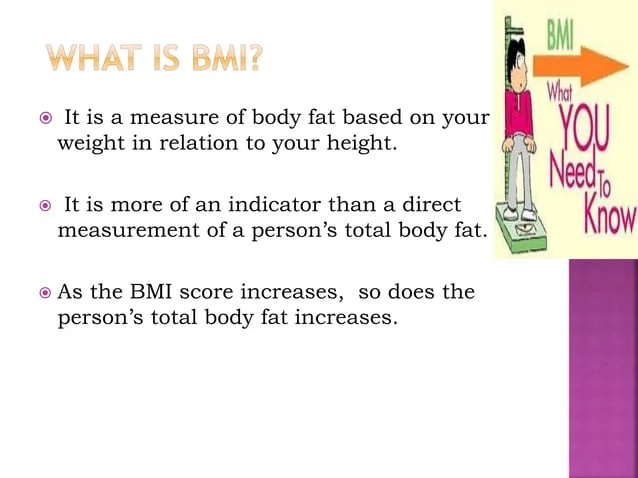 WHAT IS BMI?
It is a measure of body fat based on your
weight in relation to your height.
It is more of an indicator than a direct
measurement of a person's total body fat.
As the BMI score increases, so does the
person's total body fat increases.
BMI
What
YOU
Need To
Know